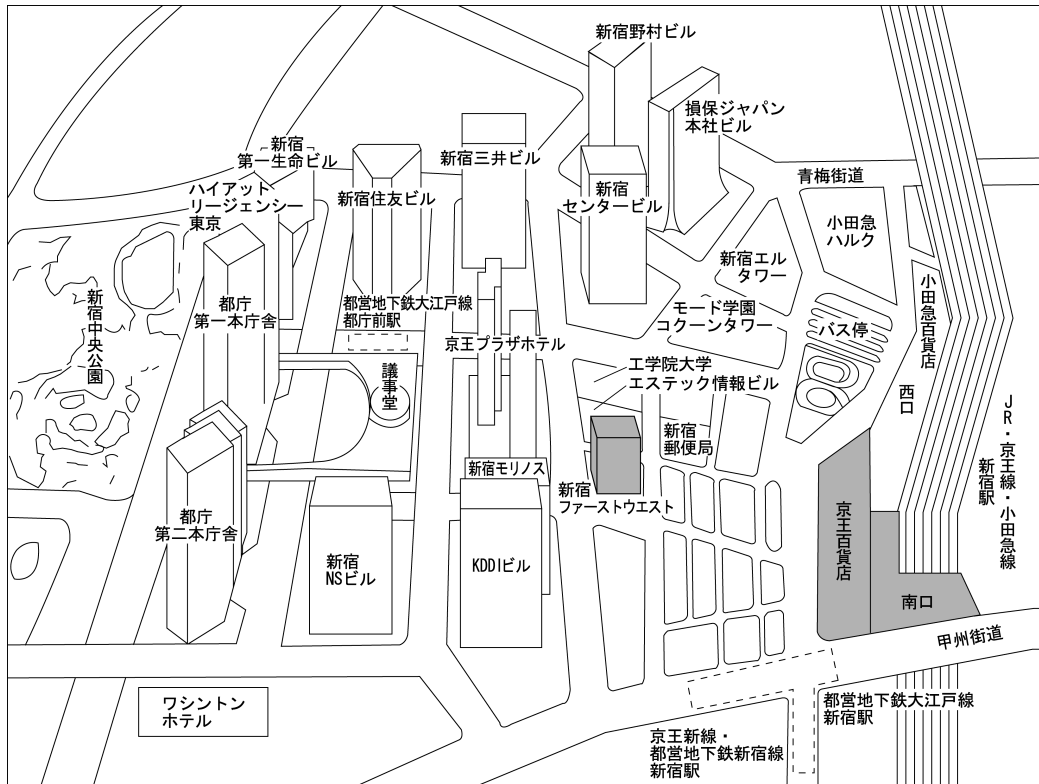 新宿野村ビル
損保ジャパン
本社ビル
新宿
第一生命ビル
新宿三井ビル
青梅街道
ハイアット
リージェンシー
東京
新宿住友ビル
新宿
センタービル
小田急
ハルク
新宿エル
タワー
小田急百貨店
新宿中央公園
都庁
第一本庁舎
都営地下鉄大江戸線
都庁前駅
モード学園
コクーンタワー
バス停
京王プラザホテル
議事堂
工学院大学
エステック情報ビル
西口
JR・京王線・小田急線
新宿駅
新宿
郵便局
新宿モリノス
新宿
ファーストウエスト
都庁
第二本庁舎
新宿
NSビル
KDDIビル
京王百貨店
南口
甲州街道
ワシントン
ホテル
都営地下鉄大江戸線
新宿駅
京王新線・
都営地下鉄新宿線
新宿駅